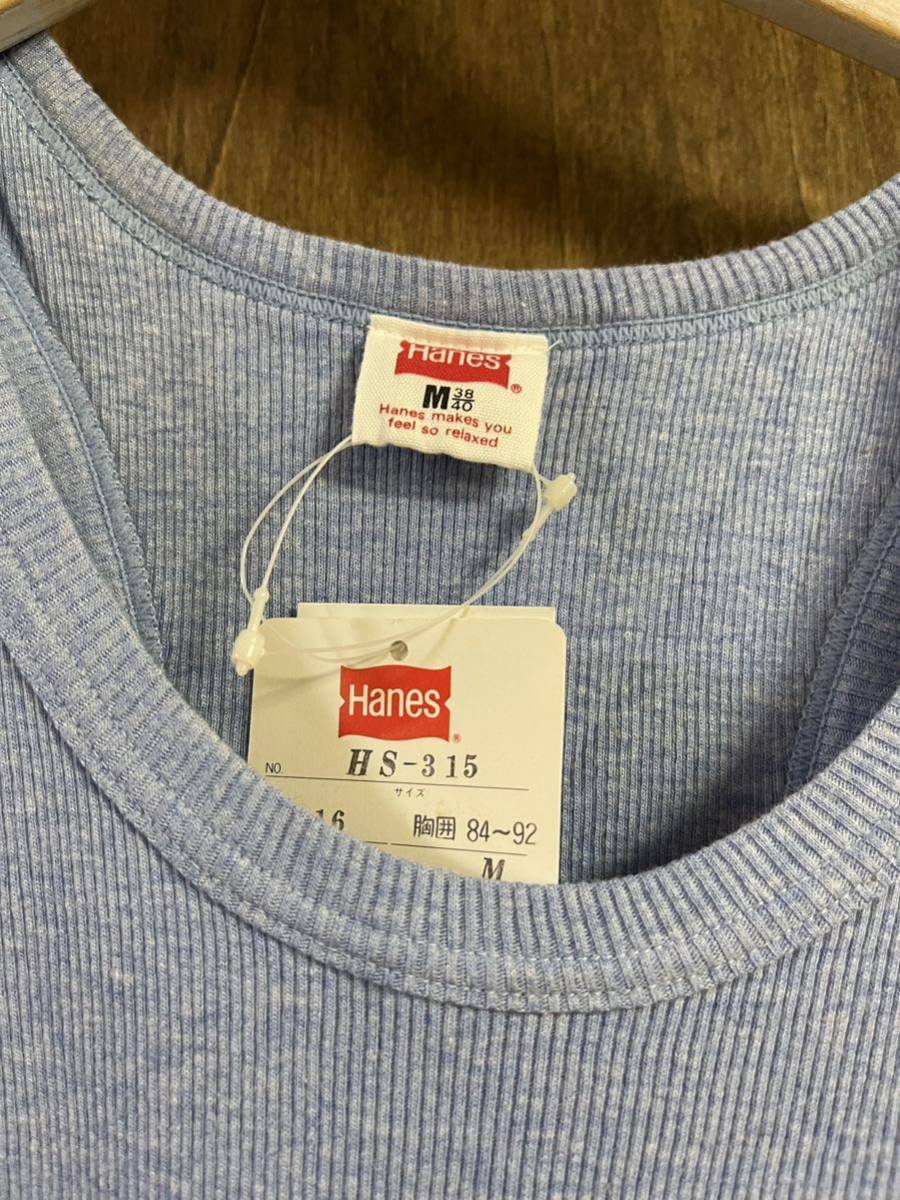 Hanes
®
M 38/40
Hanes makes you
feel so relaxed
Hanes
®
NO. HS-315
サイズ
16 胸囲 84～92
M